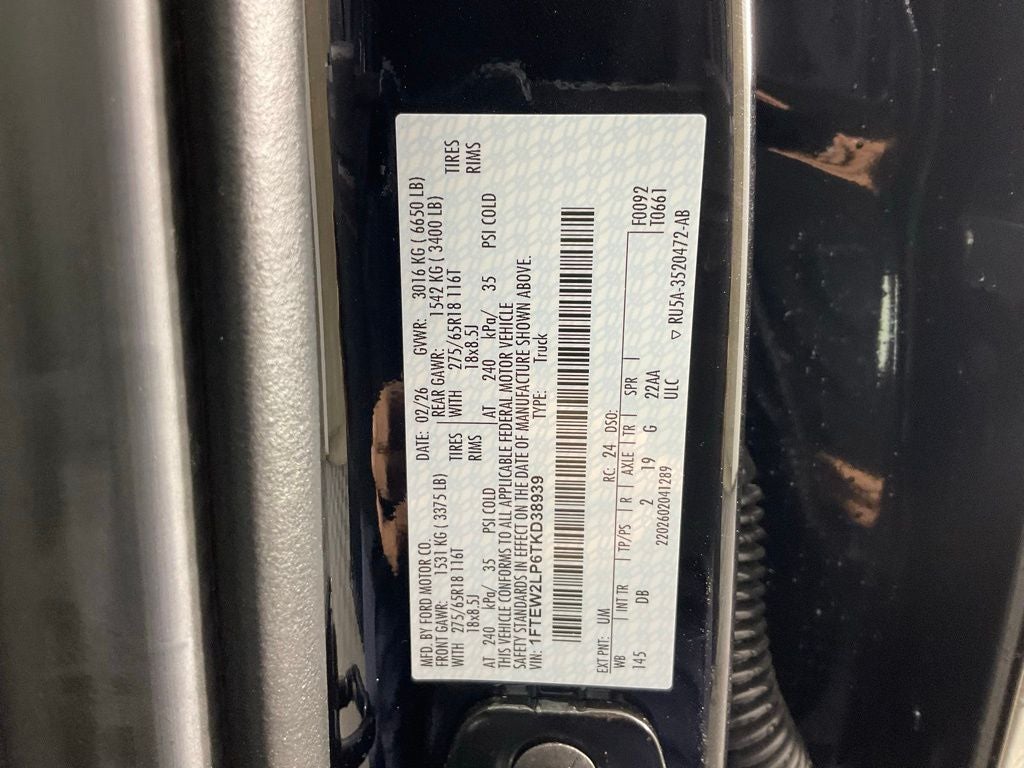 MFD. BY FORD MOTOR CO.
DATE: 02/26 GVWR: 3016 KG ( 6650 LB)
FRONT GAWR: 1531 KG ( 3375 LB) REAR GAWR: 1542 KG ( 3400 LB)
WITH 275/65R18 116T TIRES WITH 275/65R18 116T TIRES
18x8.5J RIMS 18x8.5J RIMS
AT 240 kPa/ 35 PSI COLD AT 240 kPa/ 35 PSI COLD
THIS VEHICLE CONFORMS TO ALL APPLICABLE FEDERAL MOTOR VEHICLE
SAFETY STANDARDS IN EFFECT ON THE DATE OF MANUFACTURE SHOWN ABOVE.
VIN: 1FTEW2LP6TKD38939 TYPE: Truck
EXT PNT: UM RC: 24 DSO:
WB INT TR TP/PS R AXLE TR SPR F0092
145 DB 2 19 G 22AA T0661
2202602041289 ULC ▽ RU5A-3520472-AB